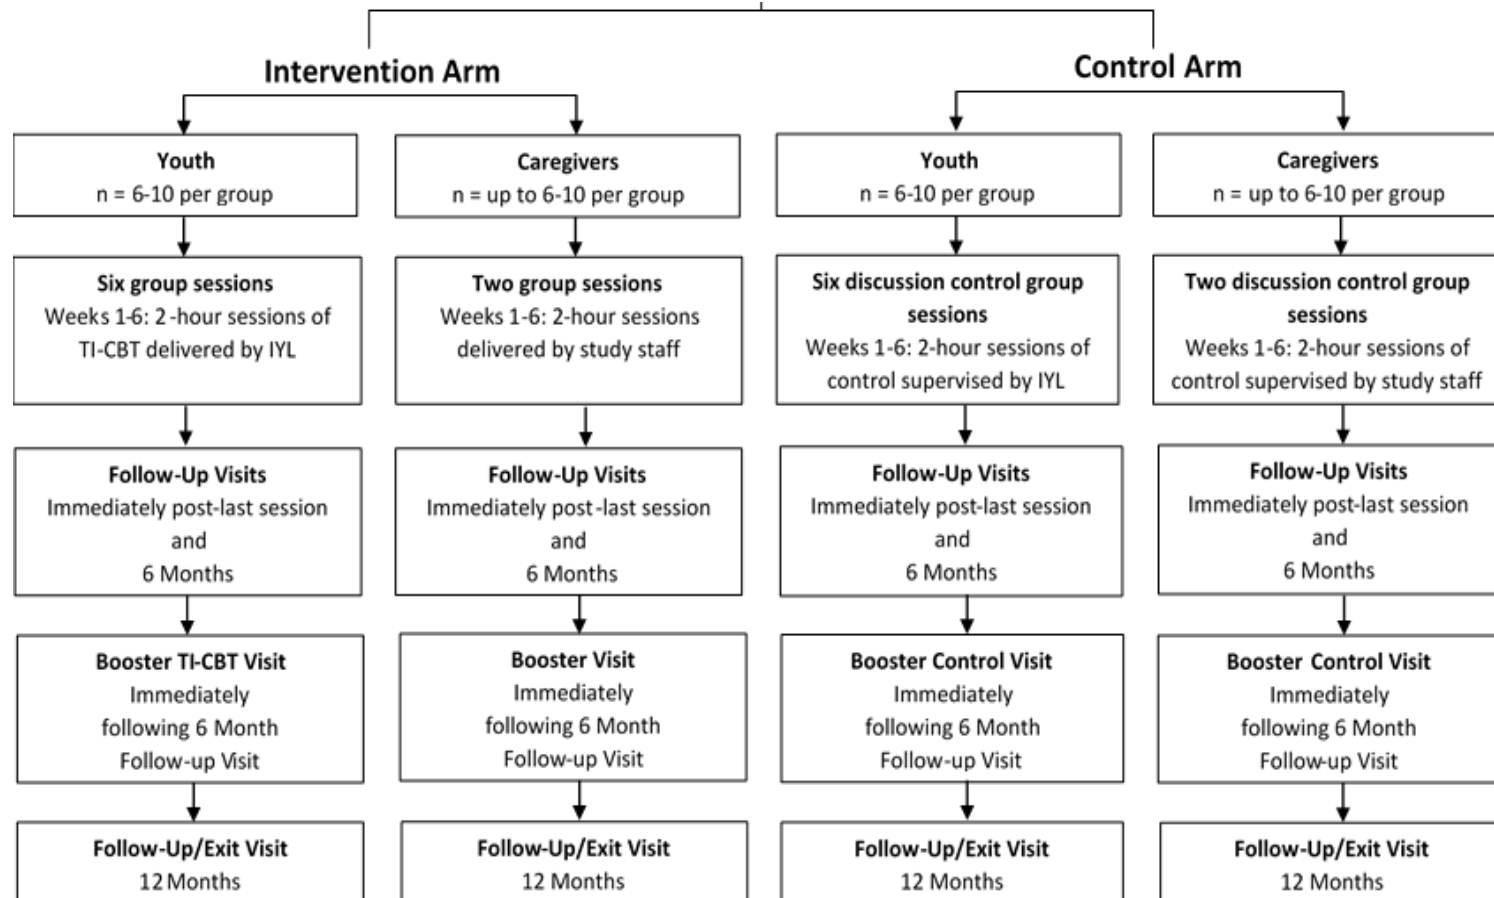 Intervention Arm
Control Arm
Youth
n = 6-10 per group
Caregivers
n = up to 6-10 per group
Youth
n = 6-10 per group
Caregivers
n = up to 6-10 per group
Six group sessions
Weeks 1-6: 2-hour sessions of
TI-CBT delivered by IYL
Two group sessions
Weeks 1-6: 2-hour sessions
delivered by study staff
Six discussion control group
sessions
Weeks 1-6: 2-hour sessions of
control supervised by IYL
Two discussion control group
sessions
Weeks 1-6: 2-hour sessions of
control supervised by study staff
Follow-Up Visits
Immediately post-last session
and
6 Months
Follow-Up Visits
Immediately post-last session
and
6 Months
Follow-Up Visits
Immediately post-last session
and
6 Months
Follow-Up Visits
Immediately post-last session
and
6 Months
Booster TI-CBT Visit
Immediately
following 6 Month
Follow-up Visit
Booster Visit
Immediately
following 6 Month
Follow-up Visit
Booster Control Visit
Immediately
following 6 Month
Follow-up Visit
Booster Control Visit
Immediately
following 6 Month
Follow-up Visit
Follow-Up/Exit Visit
12 Months
Follow-Up/Exit Visit
12 Months
Follow-Up/Exit Visit
12 Months
Follow-Up/Exit Visit
12 Months